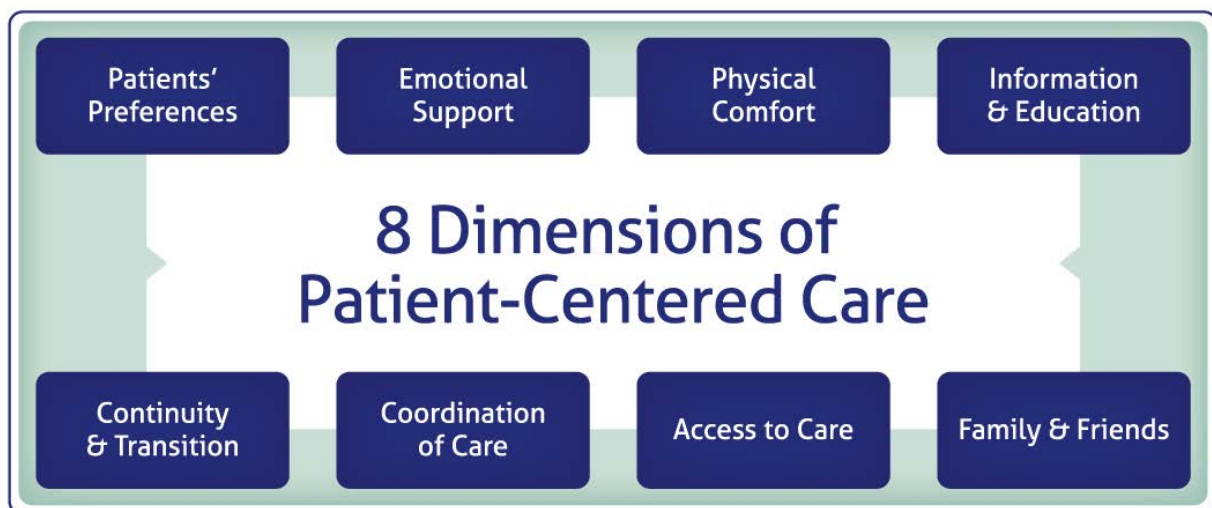 Patients'
Preferences
Emotional
Support
Physical
Comfort
Information
& Education
8 Dimensions of
Patient-Centered Care
Continuity
& Transition
Coordination
of Care
Access to Care
Family & Friends